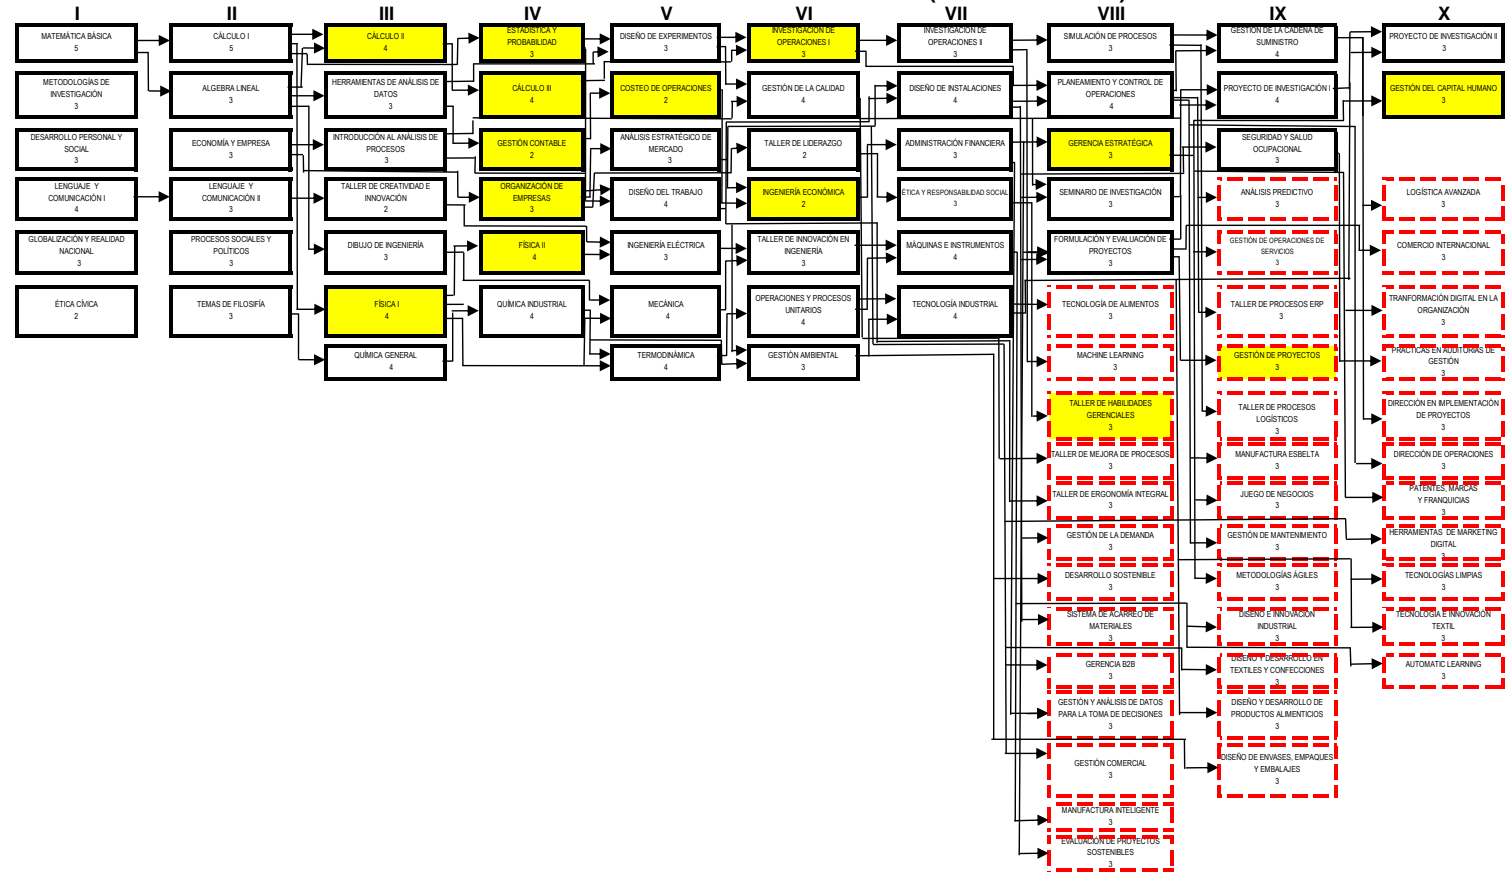 I
II
III
IV
V
VI
VII
VIII
IX
X
MATEMÁTICA BÁSICA
5
METODOLOGÍAS DE
INVESTIGACIÓN
3
DESARROLLO PERSONAL Y
SOCIAL
3
LENGUAJE Y
COMUNICACIÓN I
4
GLOBALIZACIÓN Y REALIDAD
NACIONAL
3
ÉTICA CÍVICA
2
CÁLCULO I
5
ALGEBRA LINEAL
3
ECONOMÍA Y EMPRESA
3
LENGUAJE Y
COMUNICACIÓN II
3
PROCESOS SOCIALES Y
POLÍTICOS
3
TEMAS DE FILOSIFÍA
3
CÁLCULO II
4
HERRAMIENTAS DE ANÁLISIS DE
DATOS
3
INTRODUCCIÓN AL ANÁLISIS DE
PROCESOS
3
TALLER DE CREATIVIDAD E
INNOVACIÓN
2
DIBUJO DE INGENIERÍA
3
FÍSICA I
4
QUÍMICA GENERAL
4
ESTADÍSTICA Y
PROBABILIDAD
3
CÁLCULO III
4
GESTIÓN CONTABLE
2
ORGANIZACIÓN DE
EMPRESAS
3
FÍSICA II
4
QUÍMICA INDUSTRIAL
4
DISEÑO DE EXPERIMENTOS
3
COSTEO DE OPERACIONES
2
ANÁLISIS ESTRATÉGICO DE
MERCADO
3
DISEÑO DEL TRABAJO
4
INGENIERÍA ELÉCTRICA
3
MECÁNICA
4
TERMODINÁMICA
4
INVESTIGACIÓN DE
OPERACIONES I
3
GESTIÓN DE LA CALIDAD
4
TALLER DE LIDERAZGO
2
INGENIERÍA ECONÓMICA
2
TALLER DE INNOVACIÓN EN
INGENIERÍA
3
OPERACIONES Y PROCESOS
UNITARIOS
4
GESTIÓN AMBIENTAL
3
INVESTIGACIÓN DE
OPERACIONES II
3
DISEÑO DE INSTALACIONES
4
ADMINISTRACIÓN FINANCIERA
3
ÉTICA Y RESPONSABILIDAD SOCIAL
3
MÁQUINAS E INSTRUMENTOS
4
TECNOLOGÍA INDUSTRIAL
4
SIMULACIÓN DE PROCESOS
3
PLANEAMIENTO Y CONTROL DE
OPERACIONES
4
GERENCIA ESTRATÉGICA
3
SEMINARIO DE INVESTIGACIÓN
3
FORMULACIÓN Y EVALUACIÓN DE
PROYECTOS
3
TECNOLOGÍA DE ALIMENTOS
3
MACHINE LEARNING
3
TALLER DE HABILIDADES
GERENCIALES
3
TALLER DE MEJORA DE PROCESOS
3
TALLER DE ERGONOMÍA INTEGRAL
3
GESTIÓN DE LA DEMANDA
3
DESARROLLO SOSTENIBLE
3
SISTEMA DE ACARREO DE
MATERIALES
3
GERENCIA B2B
3
GESTIÓN Y ANÁLISIS DE DATOS
PARA LA TOMA DE DECISIONES
3
GESTIÓN COMERCIAL
3
MANUFACTURA INTELIGENTE
3
EVALUACIÓN DE PROYECTOS
SOSTENIBLES
3
GESTIÓN DE LA CADENA DE
SUMINISTRO
4
PROYECTO DE INVESTIGACIÓN I
4
SEGURIDAD Y SALUD
OCUPACIONAL
3
ANÁLISIS PREDICTIVO
3
GESTIÓN DE OPERACIONES DE
SERVICIOS
3
TALLER DE PROCESOS ERP
3
GESTIÓN DE PROYECTOS
3
TALLER DE PROCESOS
LOGÍSTICOS
3
MANUFACTURA ESBELTA
3
JUEGO DE NEGOCIOS
3
GESTIÓN DE MANTENIMIENTO
3
METODOLOGÍAS ÁGILES
3
DISEÑO E INNOVACIÓN
INDUSTRIAL
3
DISEÑO Y DESARROLLO EN
TEXTILES Y CONFECCIONES
3
DISEÑO Y DESARROLLO DE
PRODUCTOS ALIMENTICIOS
3
DISEÑO DE ENVASES, EMPAQUES
Y EMBALAJES
3
PROYECTO DE INVESTIGACIÓN II
3
GESTIÓN DEL CAPITAL HUMANO
3
LOGÍSTICA AVANZADA
3
COMERCIO INTERNACIONAL
3
TRANFORMACIÓN DIGITAL EN LA
ORGANIZACIÓN
3
PRÁCTICAS EN AUDITORÍAS DE
GESTIÓN
3
DIRECCIÓN EN IMPLEMENTACIÓN
DE PROYECTOS
3
DIRECCIÓN DE OPERACIONES
3
PATENTES, MARCAS
Y FRANQUICIAS
3
HERRAMIENTAS DE MARKETING
DIGITAL
3
TECNOLOGÍAS LIMPIAS
3
TECNOLOGÍA E INNOVACIÓN
TEXTIL
3
AUTOMATIC LEARNING
3